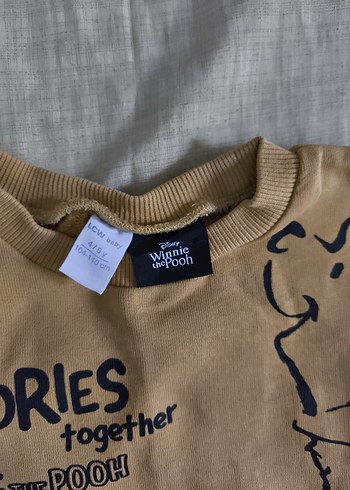 LCW baby
4/5 y
104-110 cm
Disney
Winnie
the Pooh
ORIES
together
THE POOH